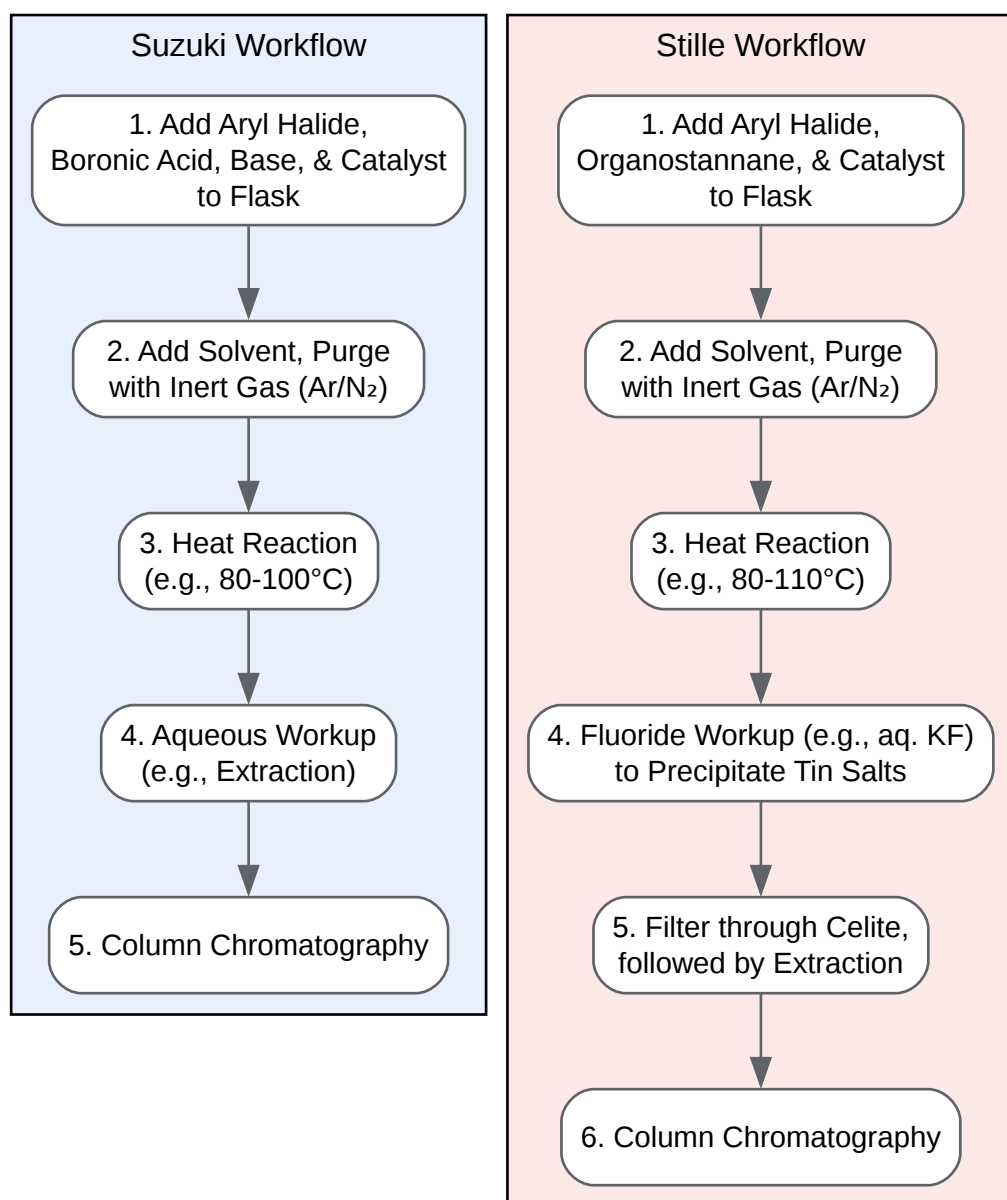 Suzuki Workflow
1. Add Aryl Halide,
Boronic Acid, Base, & Catalyst
to Flask
2. Add Solvent, Purge
with Inert Gas (Ar/N₂)
3. Heat Reaction
(e.g., 80-100°C)
4. Aqueous Workup
(e.g., Extraction)
5. Column Chromatography
Stille Workflow
1. Add Aryl Halide,
Organostannane, & Catalyst
to Flask
2. Add Solvent, Purge
with Inert Gas (Ar/N₂)
3. Heat Reaction
(e.g., 80-110°C)
4. Fluoride Workup (e.g., aq. KF)
to Precipitate Tin Salts
5. Filter through Celite,
followed by Extraction
6. Column Chromatography